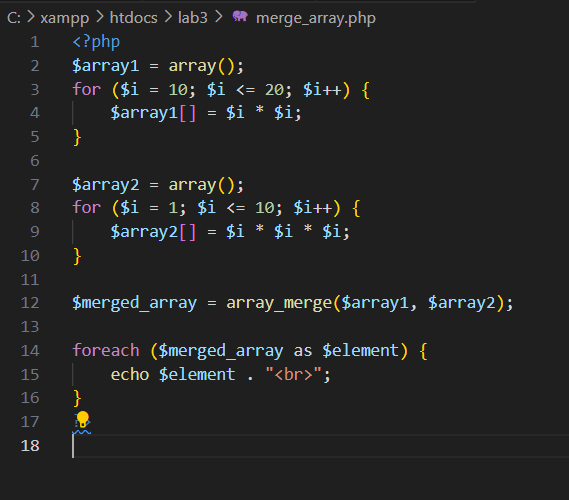 C: > xampp > htdocs > lab3 > merge_array.php
1 <?php
2 $array1 = array();
3 for ($i = 10; $i <= 20; $i++) {
4     $array1[] = $i * $i;
5 }
6
7 $array2 = array();
8 for ($i = 1; $i <= 10; $i++) {
9     $array2[] = $i * $i * $i;
10 }
11
12 $merged_array = array_merge($array1, $array2);
13
14 foreach ($merged_array as $element) {
15     echo $element . "<br>";
16 }
17
18